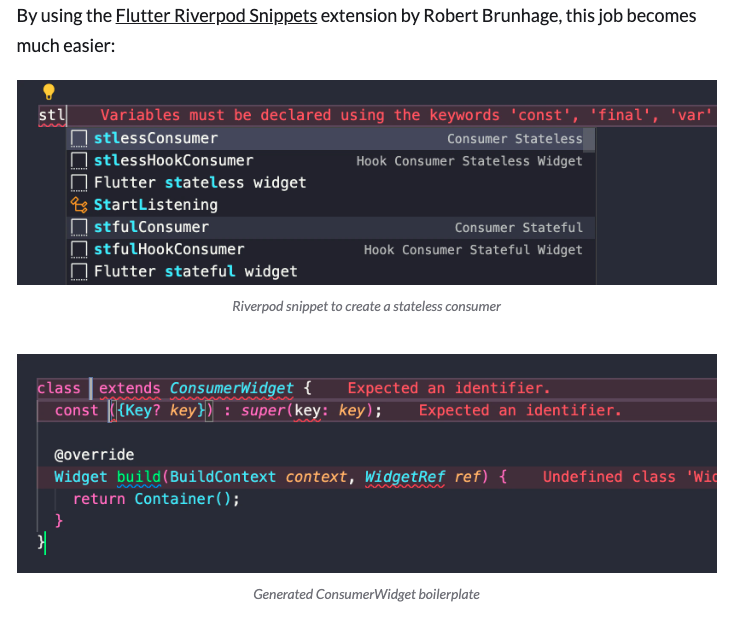 By using the Flutter Riverpod Snippets extension by Robert Brunhage, this job becomes
much easier:
stl Variables must be declared using the keywords 'const', 'final', 'var'
stlessConsumer Consumer Stateless
stlessHookConsumer Hook Consumer Stateless Widget
Flutter stateless widget
StartListening
stfulConsumer Consumer Stateful
stfulHookConsumer Hook Consumer Stateful Widget
Flutter stateful widget
Riverpod snippet to create a stateless consumer
class extends ConsumerWidget { Expected an identifier.
const ({Key? key}) : super(key: key); Expected an identifier.
@override
Widget build(BuildContext context, WidgetRef ref) { Undefined class 'Wid
return Container();
}
}
Generated ConsumerWidget boilerplate